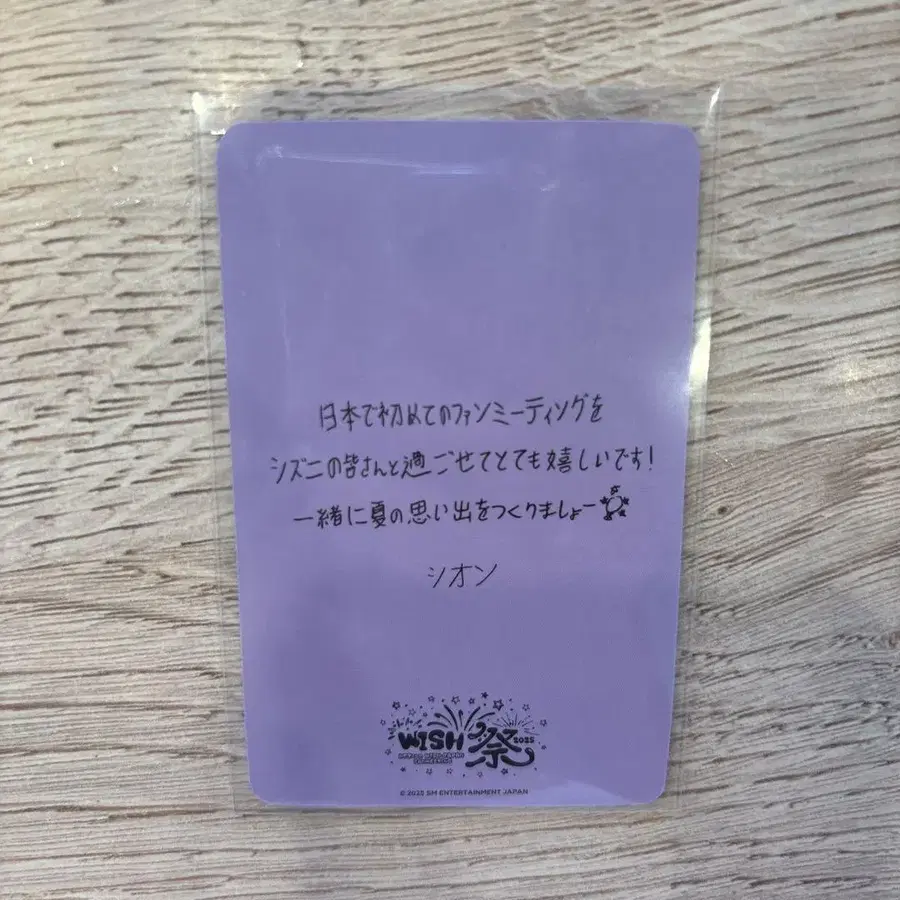 日本で初めてのファンミーティングを
シズニの皆さんと過ごせてとても嬉しいです!
一緒に夏の思い出をつくりましょー
シオン
WISH 祭 2025
© 2025 SM ENTERTAINMENT JAPAN